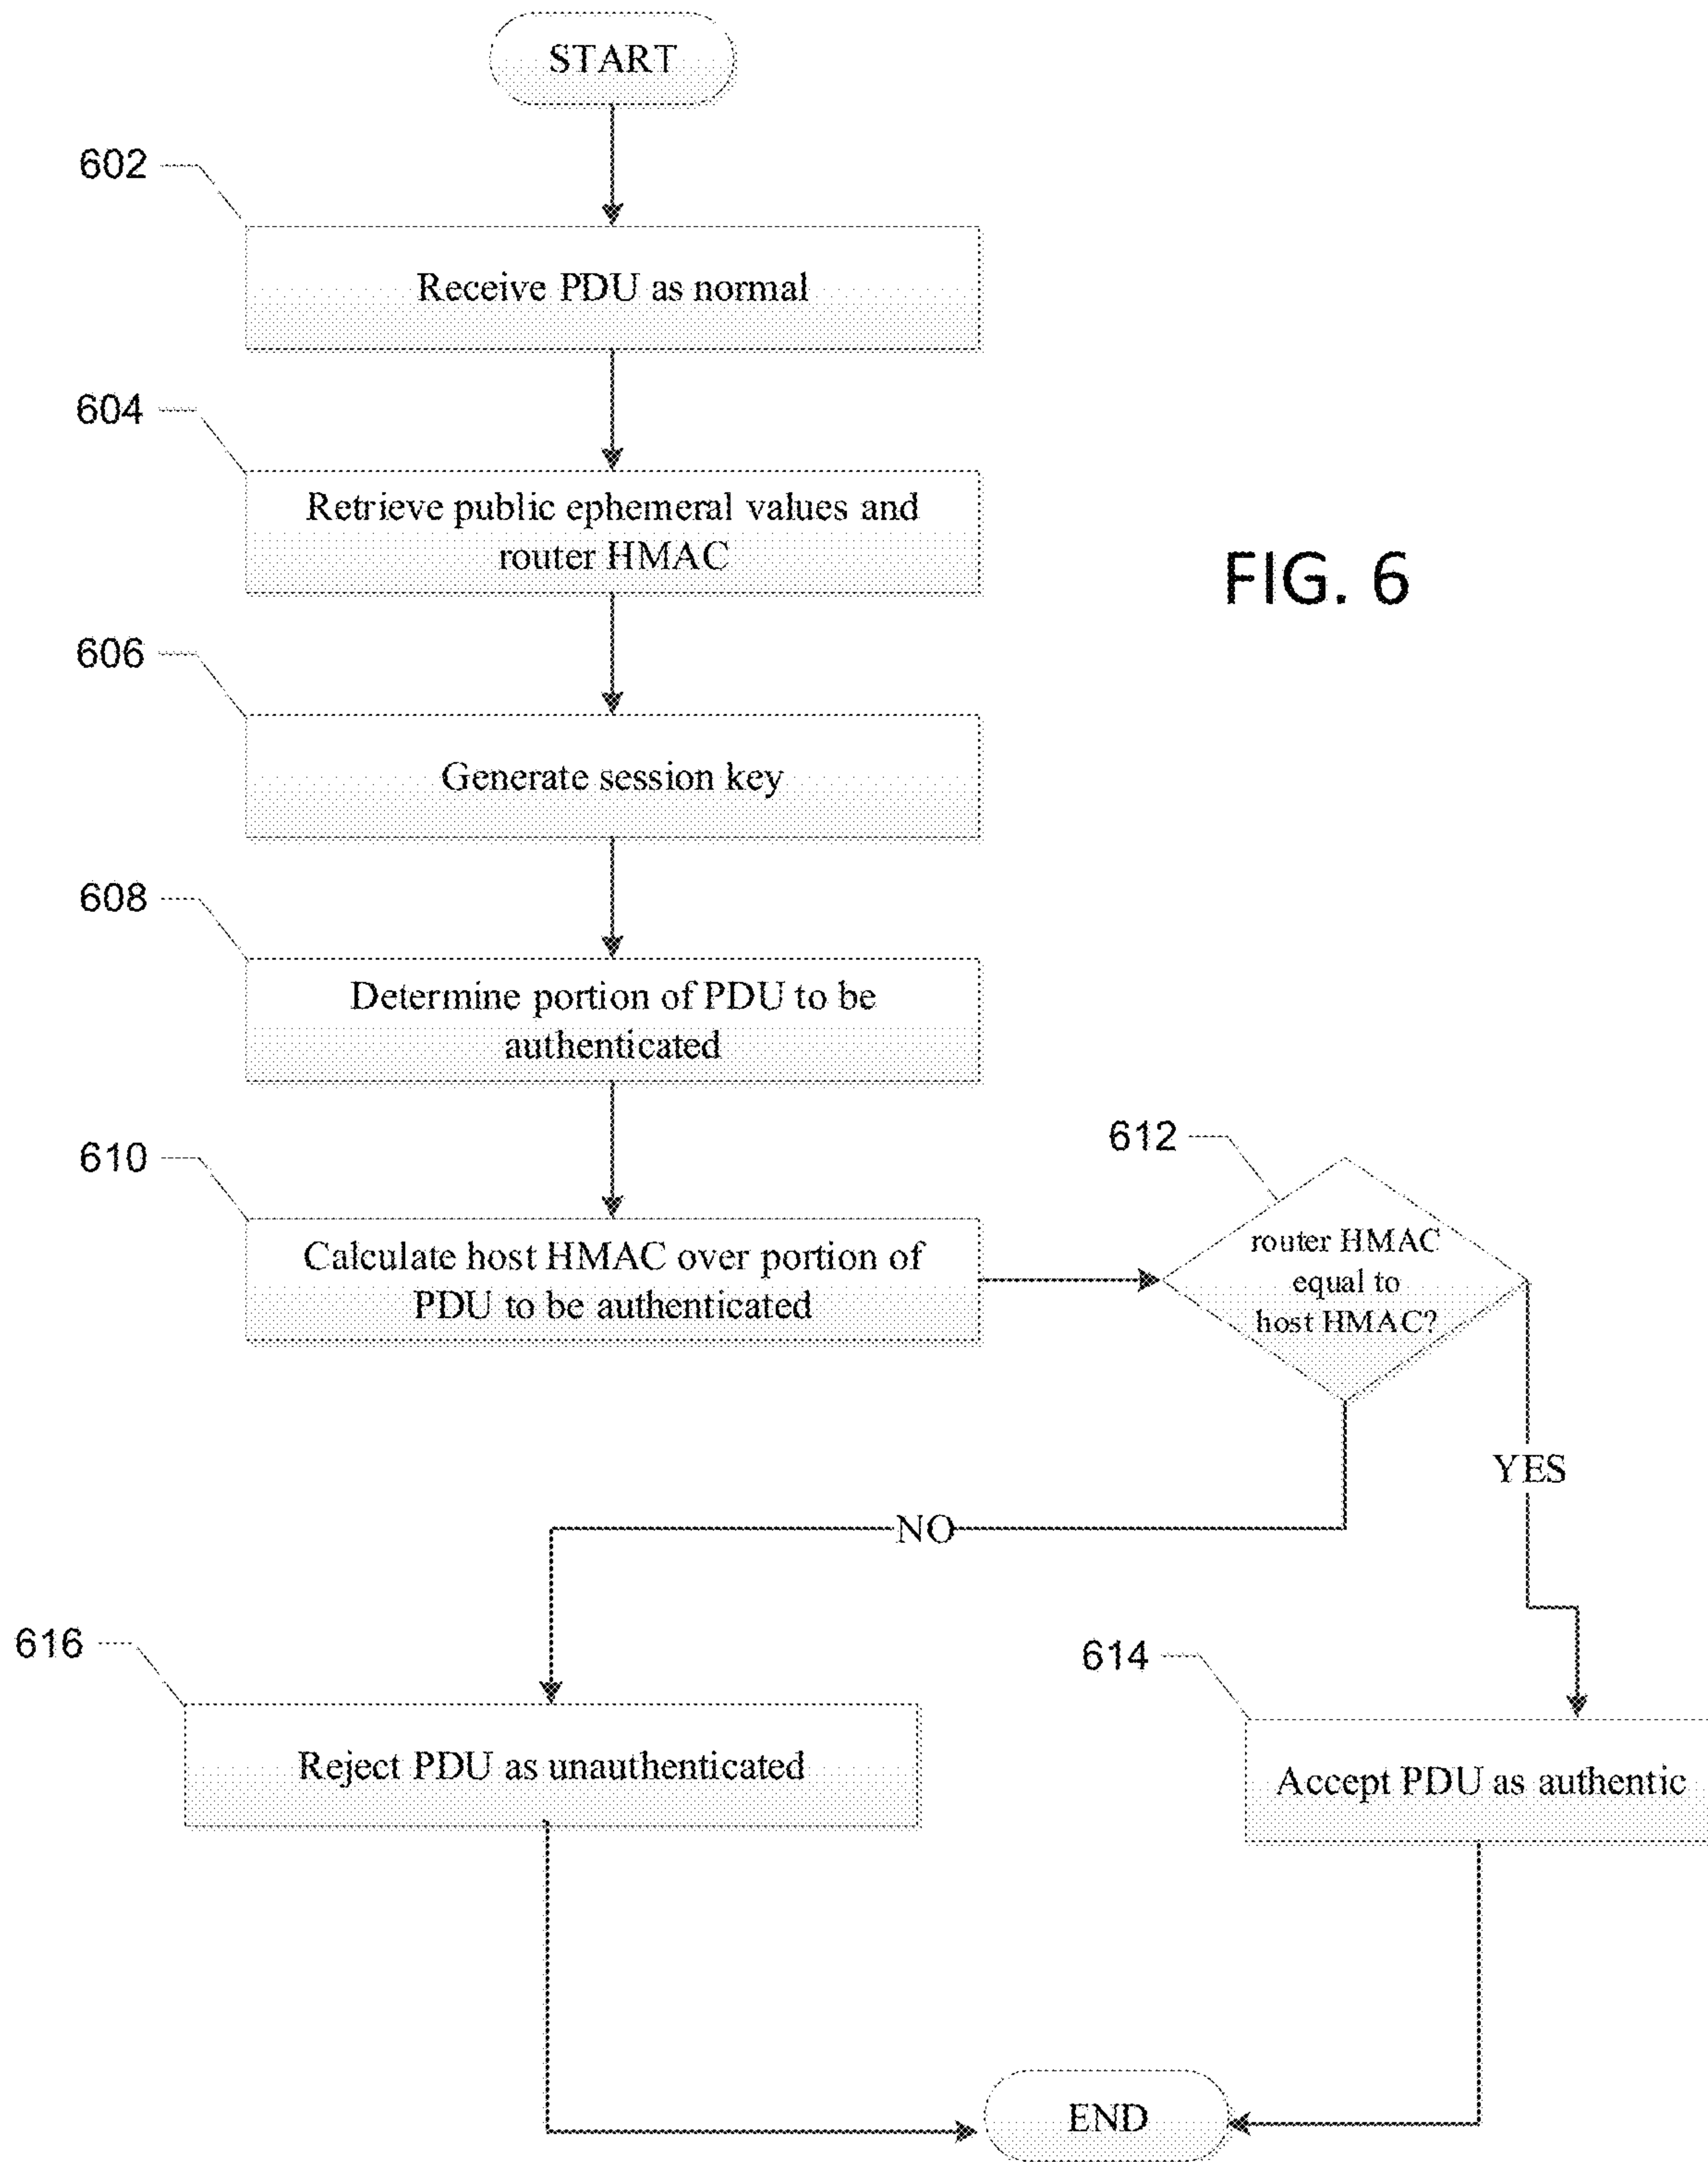 START
602
Receive PDU as normal
604
Retrieve public ephemeral values and
router HMAC
FIG. 6
606
Generate session key
608
Determine portion of PDU to be
authenticated
610
Calculate host HMAC over portion of
PDU to be authenticated
612
router HMAC
equal to
host HMAC?
YES
NO
616
Reject PDU as unauthenticated
614
Accept PDU as authentic
END